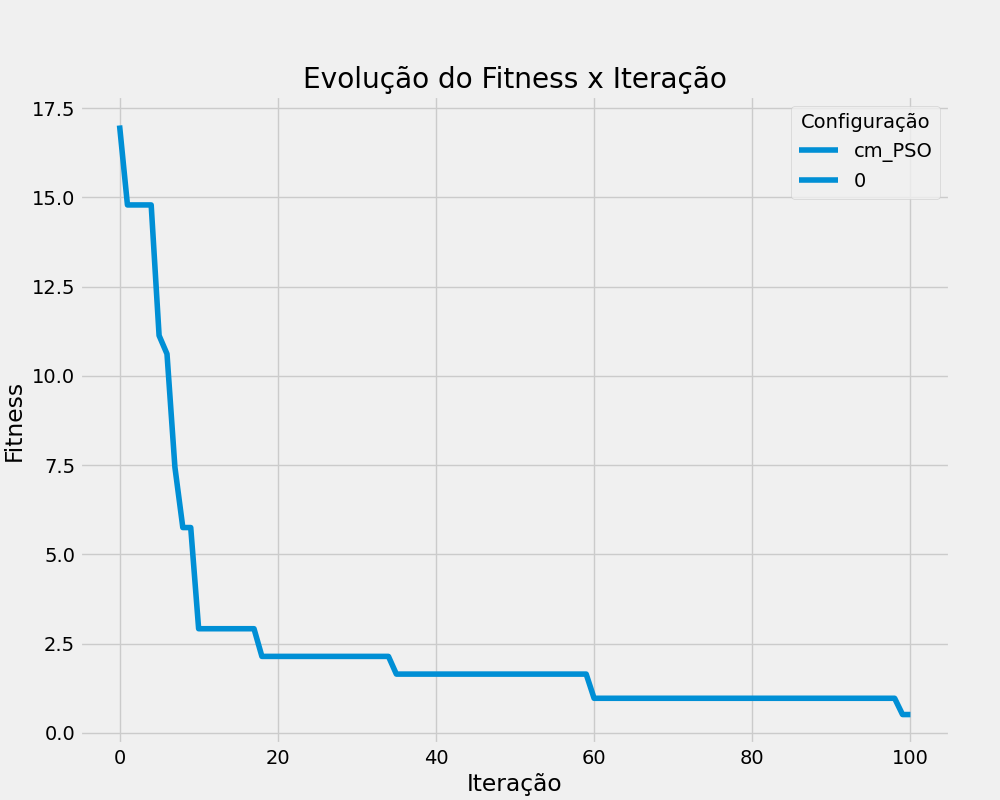 Evolução do Fitness x Iteração
Configuração
cm_PSO
0
Fitness
17.5
15.0
12.5
10.0
7.5
5.0
2.5
0.0
0 20 40 60 80 100
Iteração